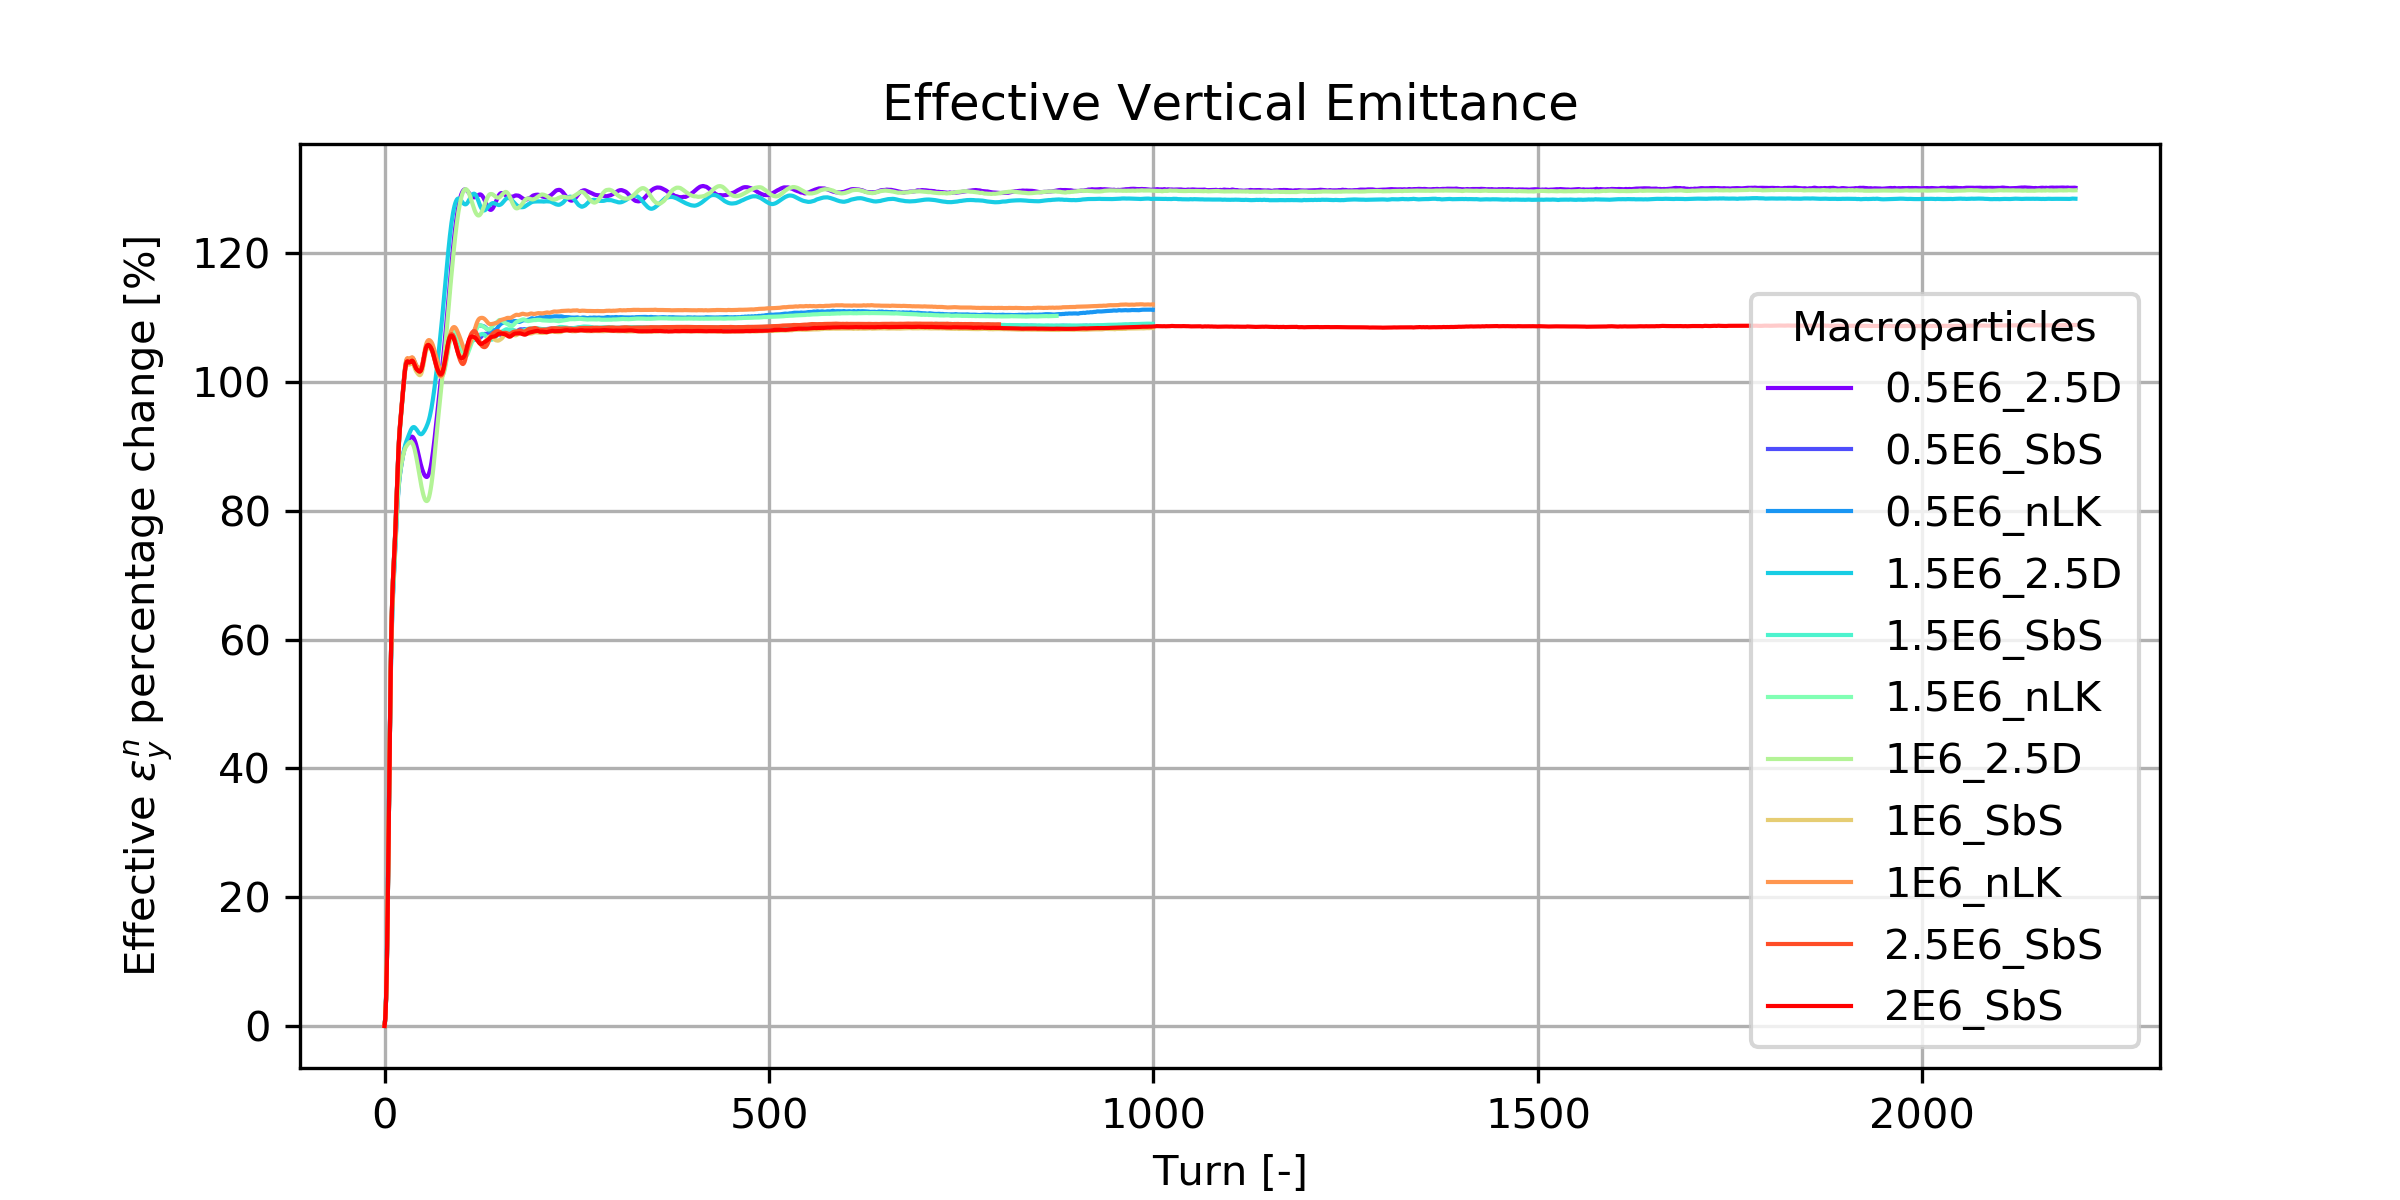 Effective Vertical Emittance
Effective εₙʸ percentage change [%]
120
100
80
60
40
20
0
0 500 1000 1500 2000
Turn [-]
Macroparticles
0.5E6_2.5D
0.5E6_SbS
0.5E6_nLK
1.5E6_2.5D
1.5E6_SbS
1.5E6_nLK
1E6_2.5D
1E6_SbS
1E6_nLK
2.5E6_SbS
2E6_SbS